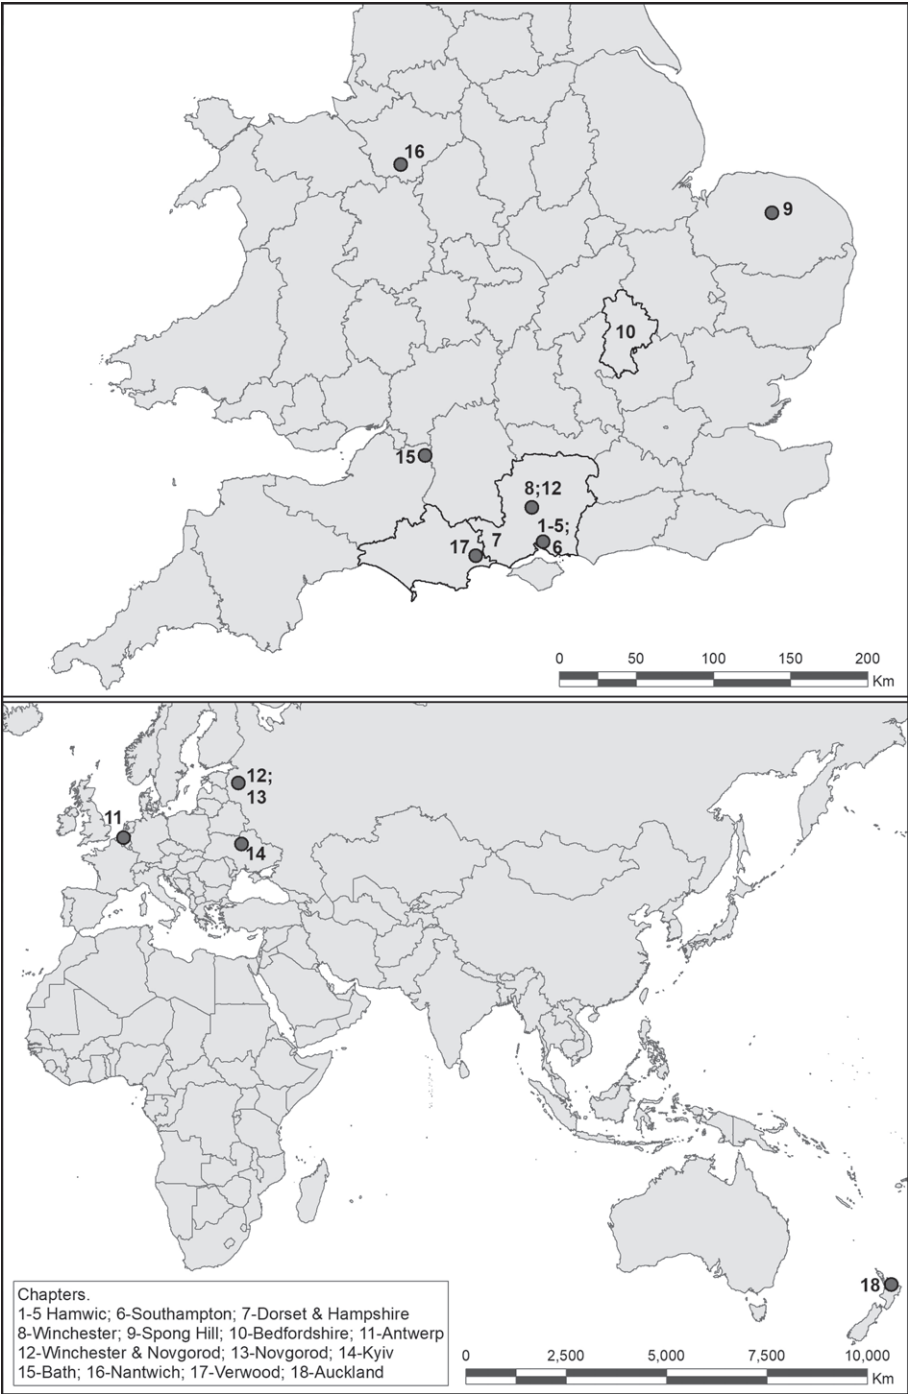 16
9
10
15
8;12
1-5;
6
7
17
0 50 100 150 200
Km
12;
13
11
14
18
Chapters.
1-5 Hamwic; 6-Southampton; 7-Dorset & Hampshire
8-Winchester; 9-Spong Hill; 10-Bedfordshire; 11-Antwerp
12-Winchester & Novgorod; 13-Novgorod; 14-Kyiv
15-Bath; 16-Nantwich; 17-Verwood; 18-Auckland
0 2,500 5,000 7,500 10,000
Km